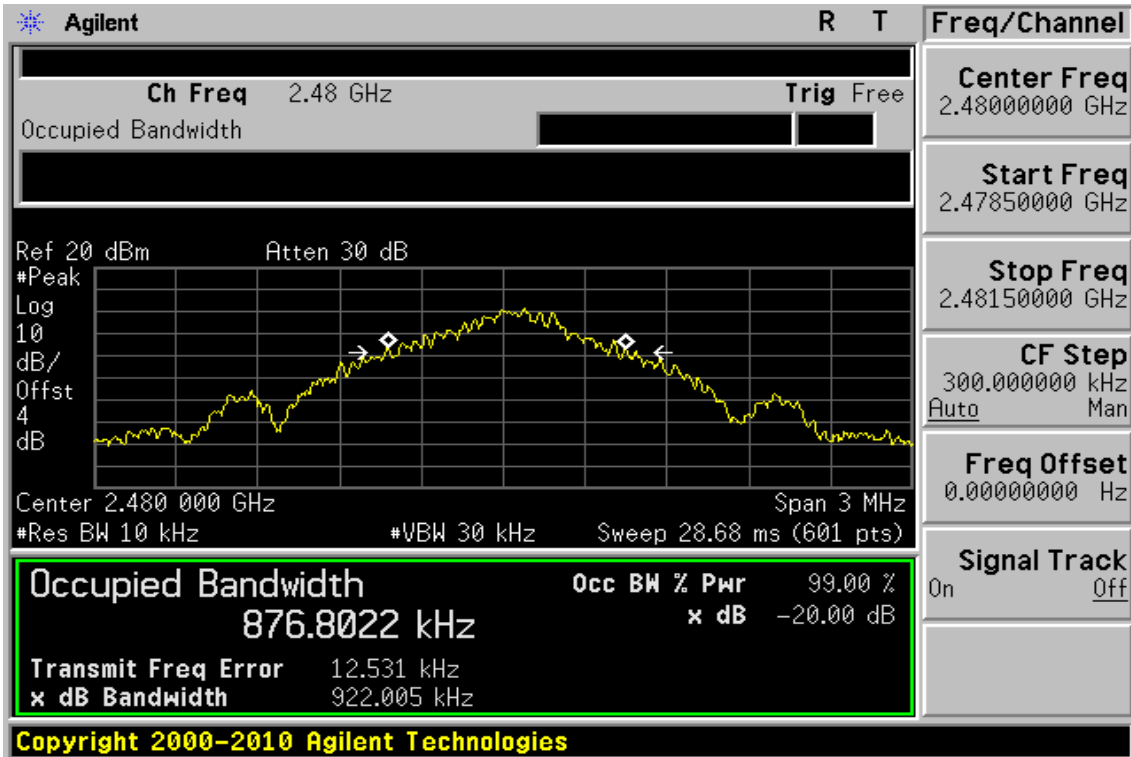 Agilent R T
Freq/Channel
Ch Freq 2.48 GHz Trig Free
Occupied Bandwidth
Center Freq
2.48000000 GHz
Start Freq
2.47850000 GHz
Stop Freq
2.48150000 GHz
CF Step
300.000000 kHz
Auto Man
Freq Offset
0.00000000 Hz
Signal Track
On Off
Ref 20 dBm Atten 30 dB
#Peak
Log
10
dB/
Offst
4
dB
Center 2.480 000 GHz Span 3 MHz
#Res BW 10 kHz #VBW 30 kHz Sweep 28.68 ms (601 pts)
Occupied Bandwidth Occ BW % Pwr 99.00 %
876.8022 kHz x dB -20.00 dB
Transmit Freq Error 12.531 kHz
x dB Bandwidth 922.005 kHz
Copyright 2000-2010 Agilent Technologies